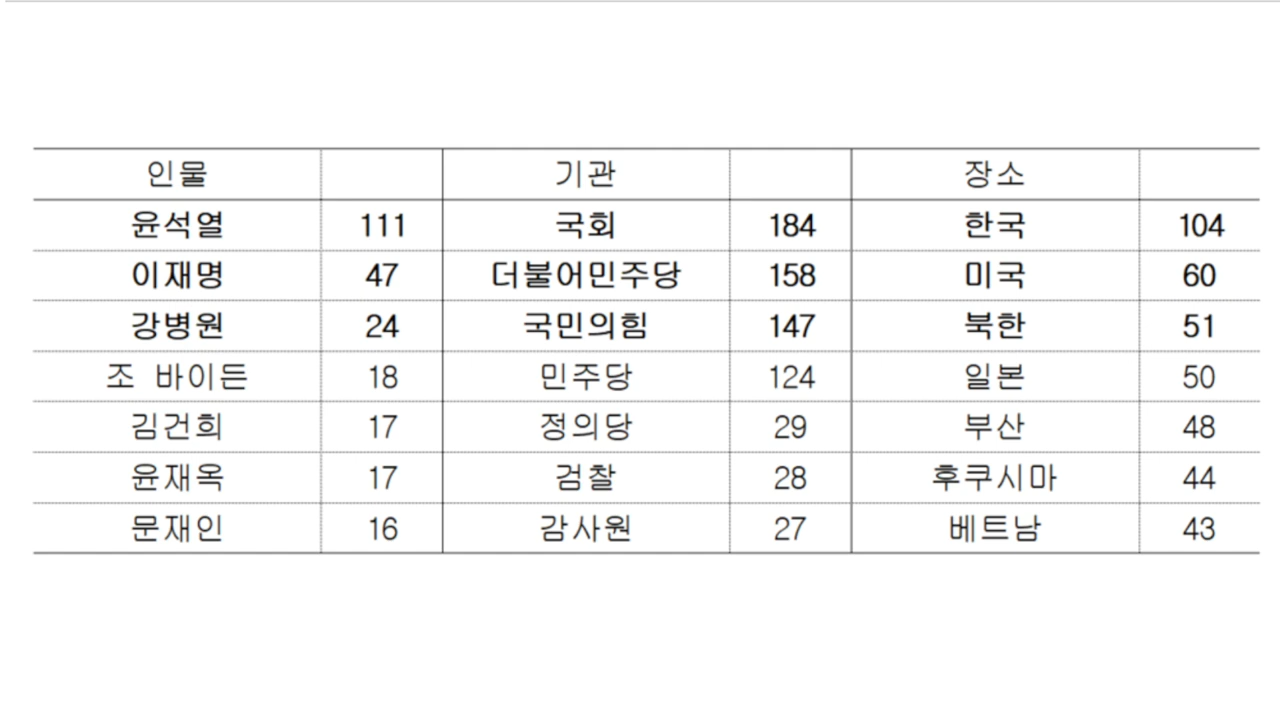 인물 기관 장소
윤석열 111 국회 184 한국 104
이재명 47 더불어민주당 158 미국 60
강병원 24 국민의힘 147 북한 51
조 바이든 18 민주당 124 일본 50
김건희 17 정의당 29 부산 48
윤재옥 17 검찰 28 후쿠시마 44
문재인 16 감사원 27 베트남 43